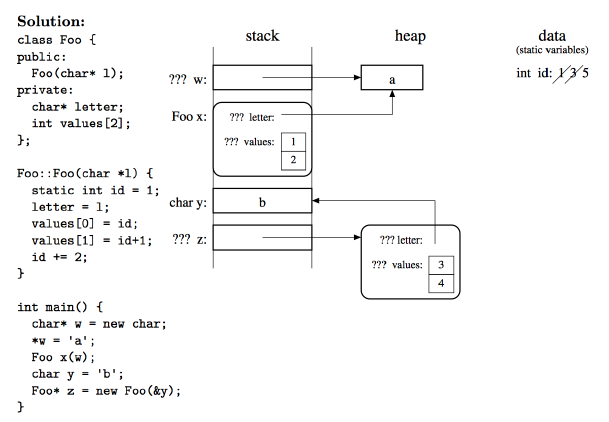 Solution:
class Foo {
public:
  Foo(char* l);
private:
  char* letter;
  int values[2];
};
Foo::Foo(char *l) {
  static int id = 1;
  letter = l;
  values[0] = id;
  values[1] = id+1;
  id += 2;
}
int main() {
  char* w = new char;
  *w = 'a';
  Foo x(w);
  char y = 'b';
  Foo* z = new Foo(&y);
}
stack
??? w:
Foo x:
??? letter:
??? values:
1
2
char y:
b
??? z:
heap
a
??? letter:
??? values:
3
4
data
(static variables)
int id: 1 3 5